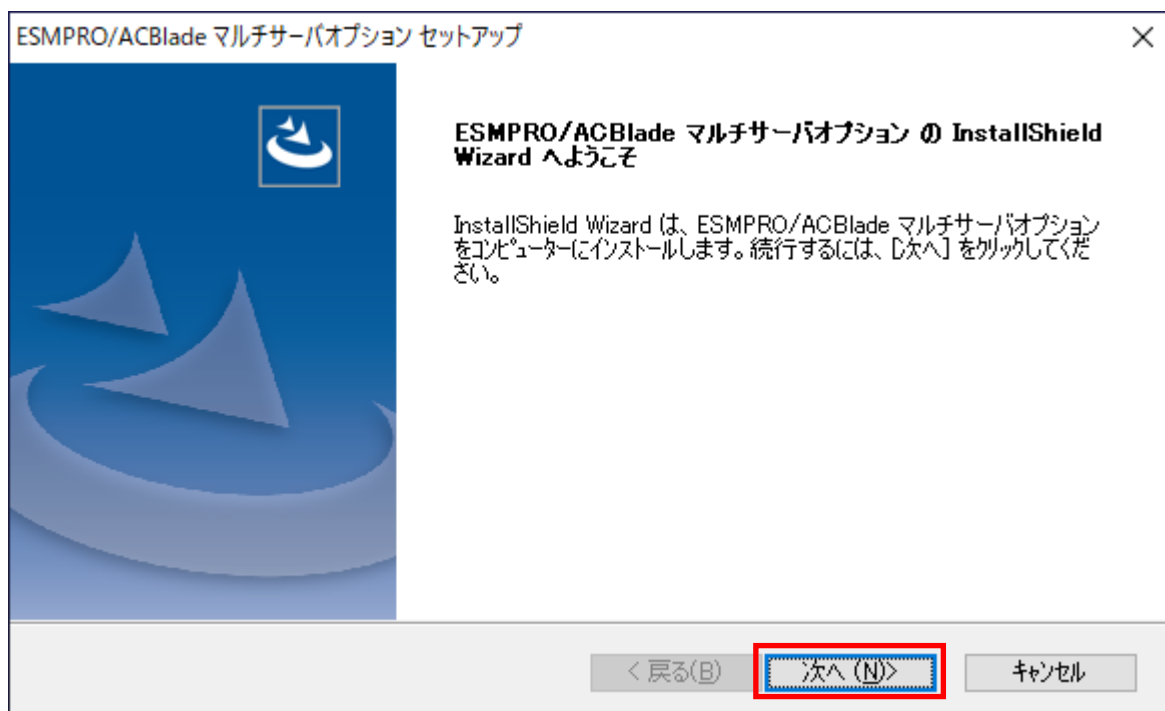 ESMPRO/ACBlade マルチサーバオプション セットアップ
ESMPRO/ACBlade マルチサーバオプション の InstallShield
Wizard へようこそ
InstallShield Wizard は、ESMPRO/ACBlade マルチサーバオプション
をコンピューターにインストールします。続行するには、[次へ] をクリックしてくだ
さい。
< 戻る(B)
次へ (N)>
キャンセル